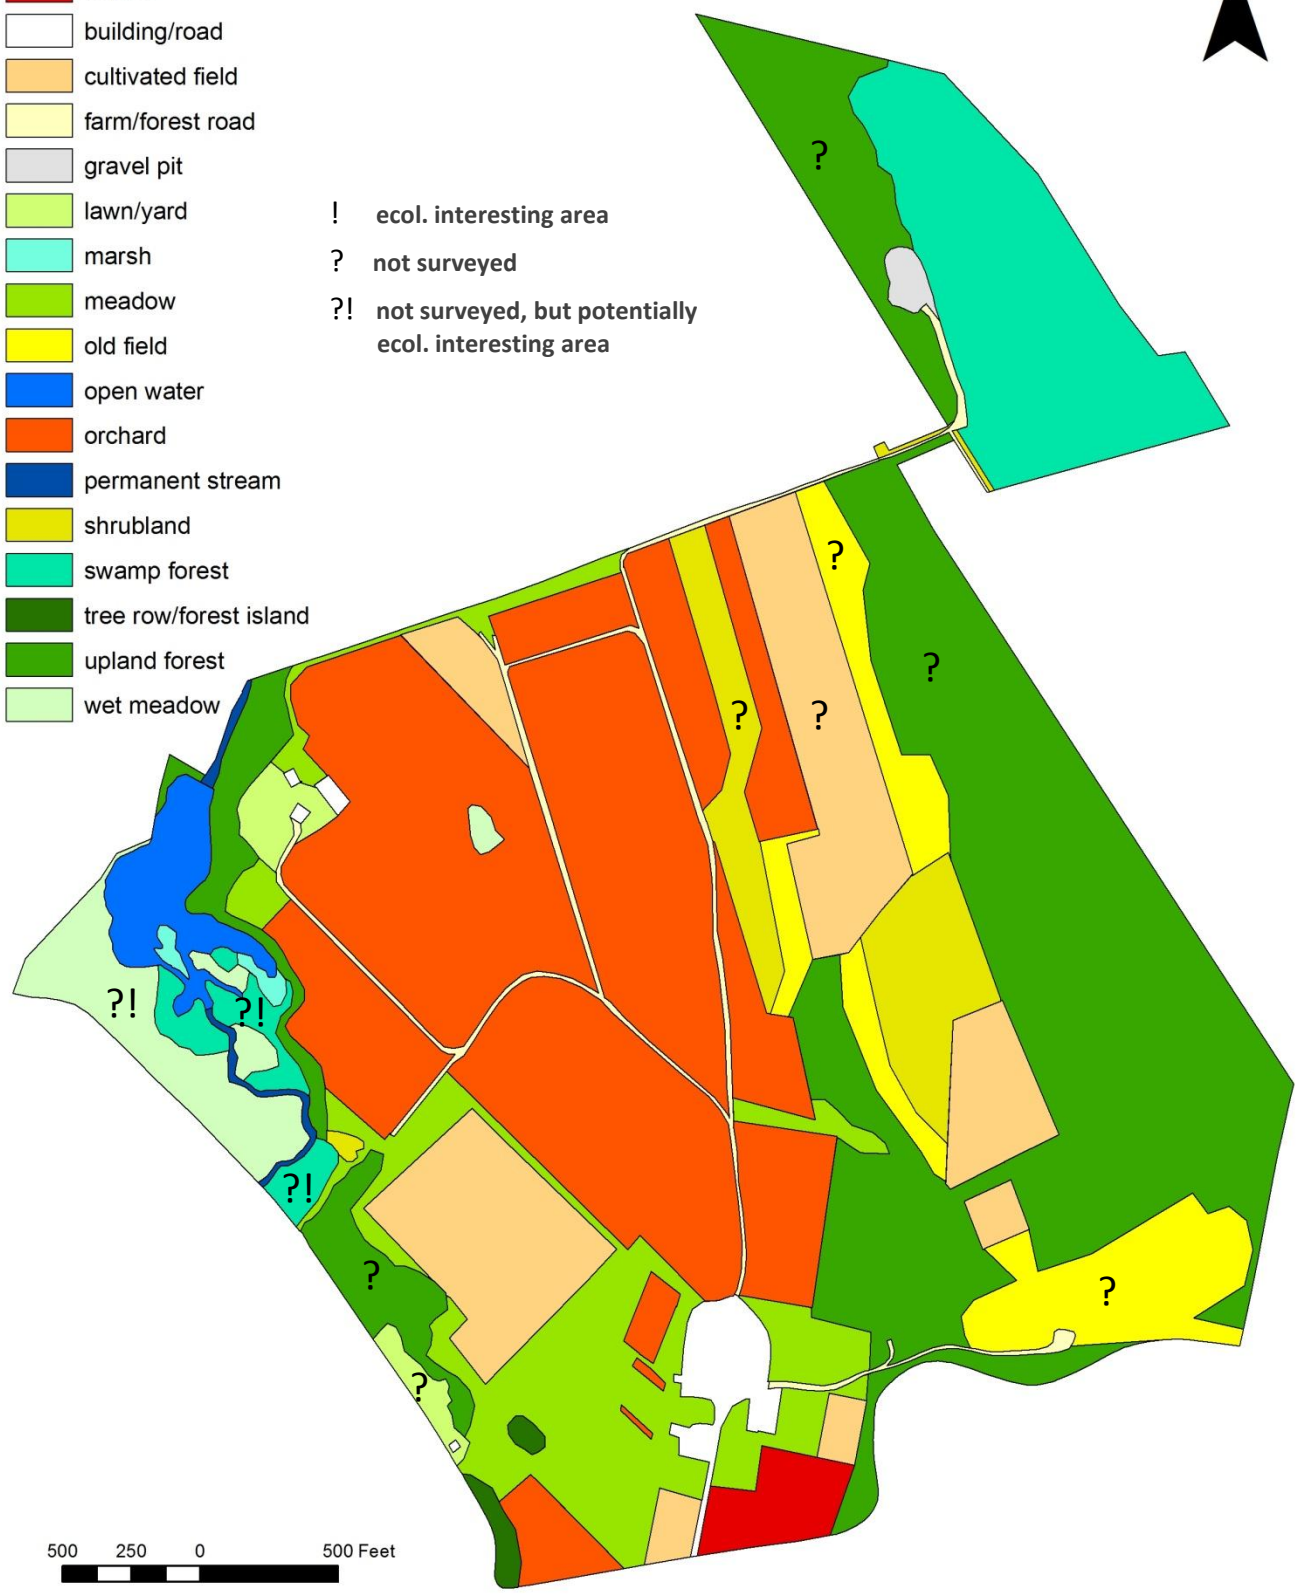 building/road
cultivated field
farm/forest road
gravel pit
lawn/yard
marsh
meadow
old field
open water
orchard
permanent stream
shrubland
swamp forest
tree row/forest island
upland forest
wet meadow
! ecol. interesting area
? not surveyed
?! not surveyed, but potentially
ecol. interesting area
?
?
?
?
?
?!
?!
?!
?
?
?
500 250 0 500 Feet